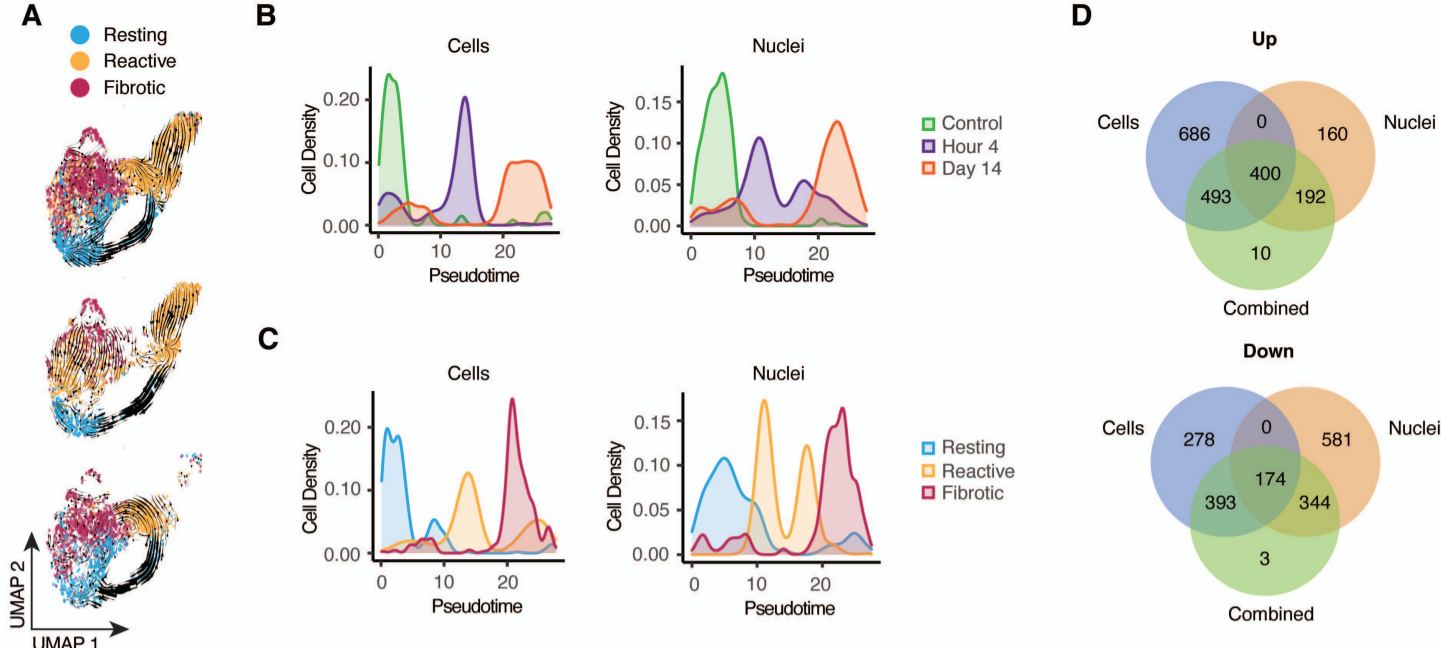 A
Resting
Reactive
Fibrotic
UMAP 2
UMAP 1
B
Cells
Cell Density
0.20
0.10
0.00
0 10 20
Pseudotime
Nuclei
Cell Density
0.15
0.10
0.05
0.00
0 10 20
Pseudotime
Control
Hour 4
Day 14
C
Cells
Cell Density
0.20
0.10
0.00
0 10 20
Pseudotime
Nuclei
Cell Density
0.15
0.10
0.05
0.00
0 10 20
Pseudotime
Resting
Reactive
Fibrotic
D
Up
Cells
Nuclei
686 0 160
400
493 192
10
Combined
Down
Cells
Nuclei
278 0 581
174
393 344
3
Combined